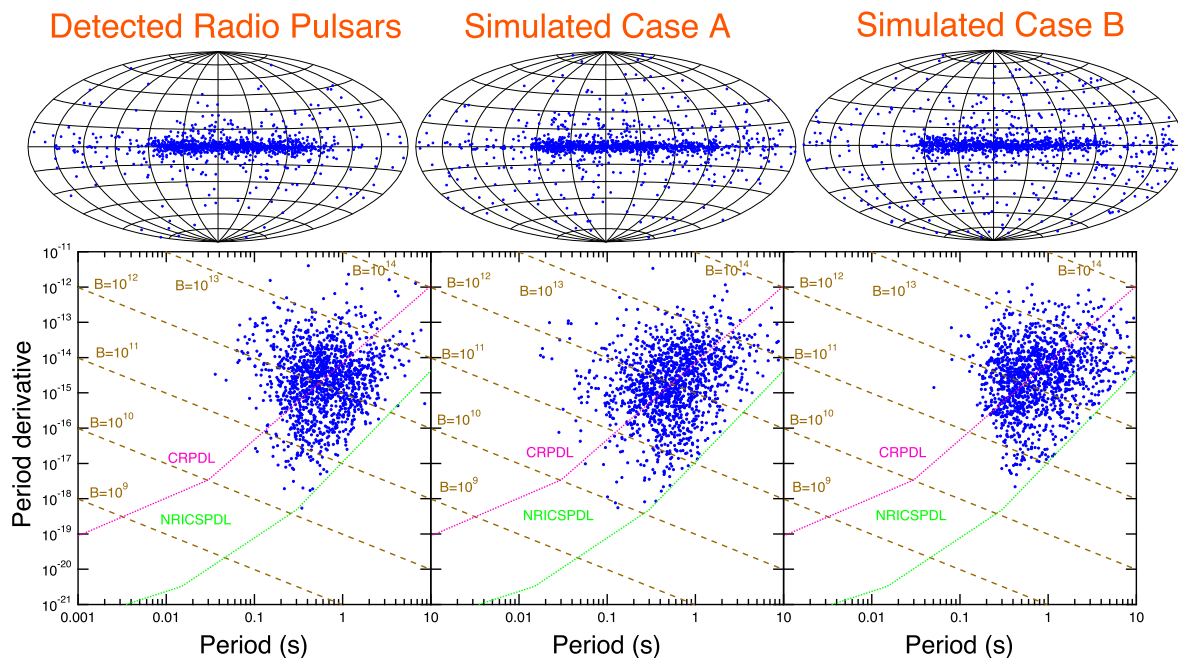 Detected Radio Pulsars
Simulated Case A
Simulated Case B
Period derivative
10^-11
10^-12
10^-13
10^-14
10^-15
10^-16
10^-17
10^-18
10^-19
10^-20
10^-21
B=10^12
B=10^13
B=10^14
B=10^11
B=10^10
CRPDL
B=10^9
NRICSPDL
0.001
0.01
0.1
1
10
Period (s)
B=10^12
B=10^13
B=10^14
B=10^11
B=10^10
CRPDL
B=10^9
NRICSPDL
0.01
0.1
1
10
Period (s)
B=10^12
B=10^13
B=10^14
B=10^11
B=10^10
CRPDL
B=10^9
NRICSPDL
0.01
0.1
1
10
Period (s)